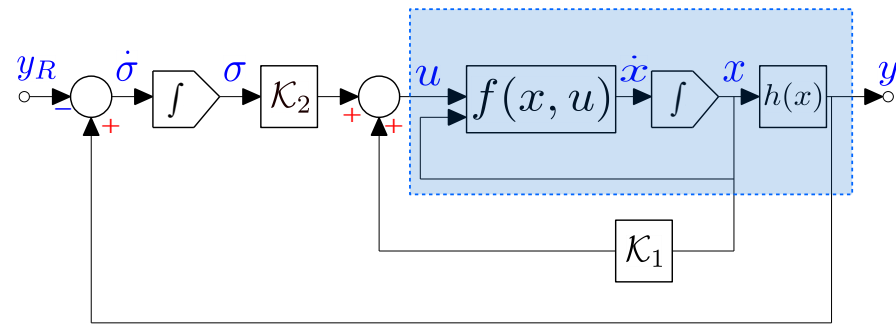 y_R
σ̇
σ
u
ẋ
x
y
−
+
∫
𝒦₂
+
+
f(x, u)
∫
h(x)
𝒦₁